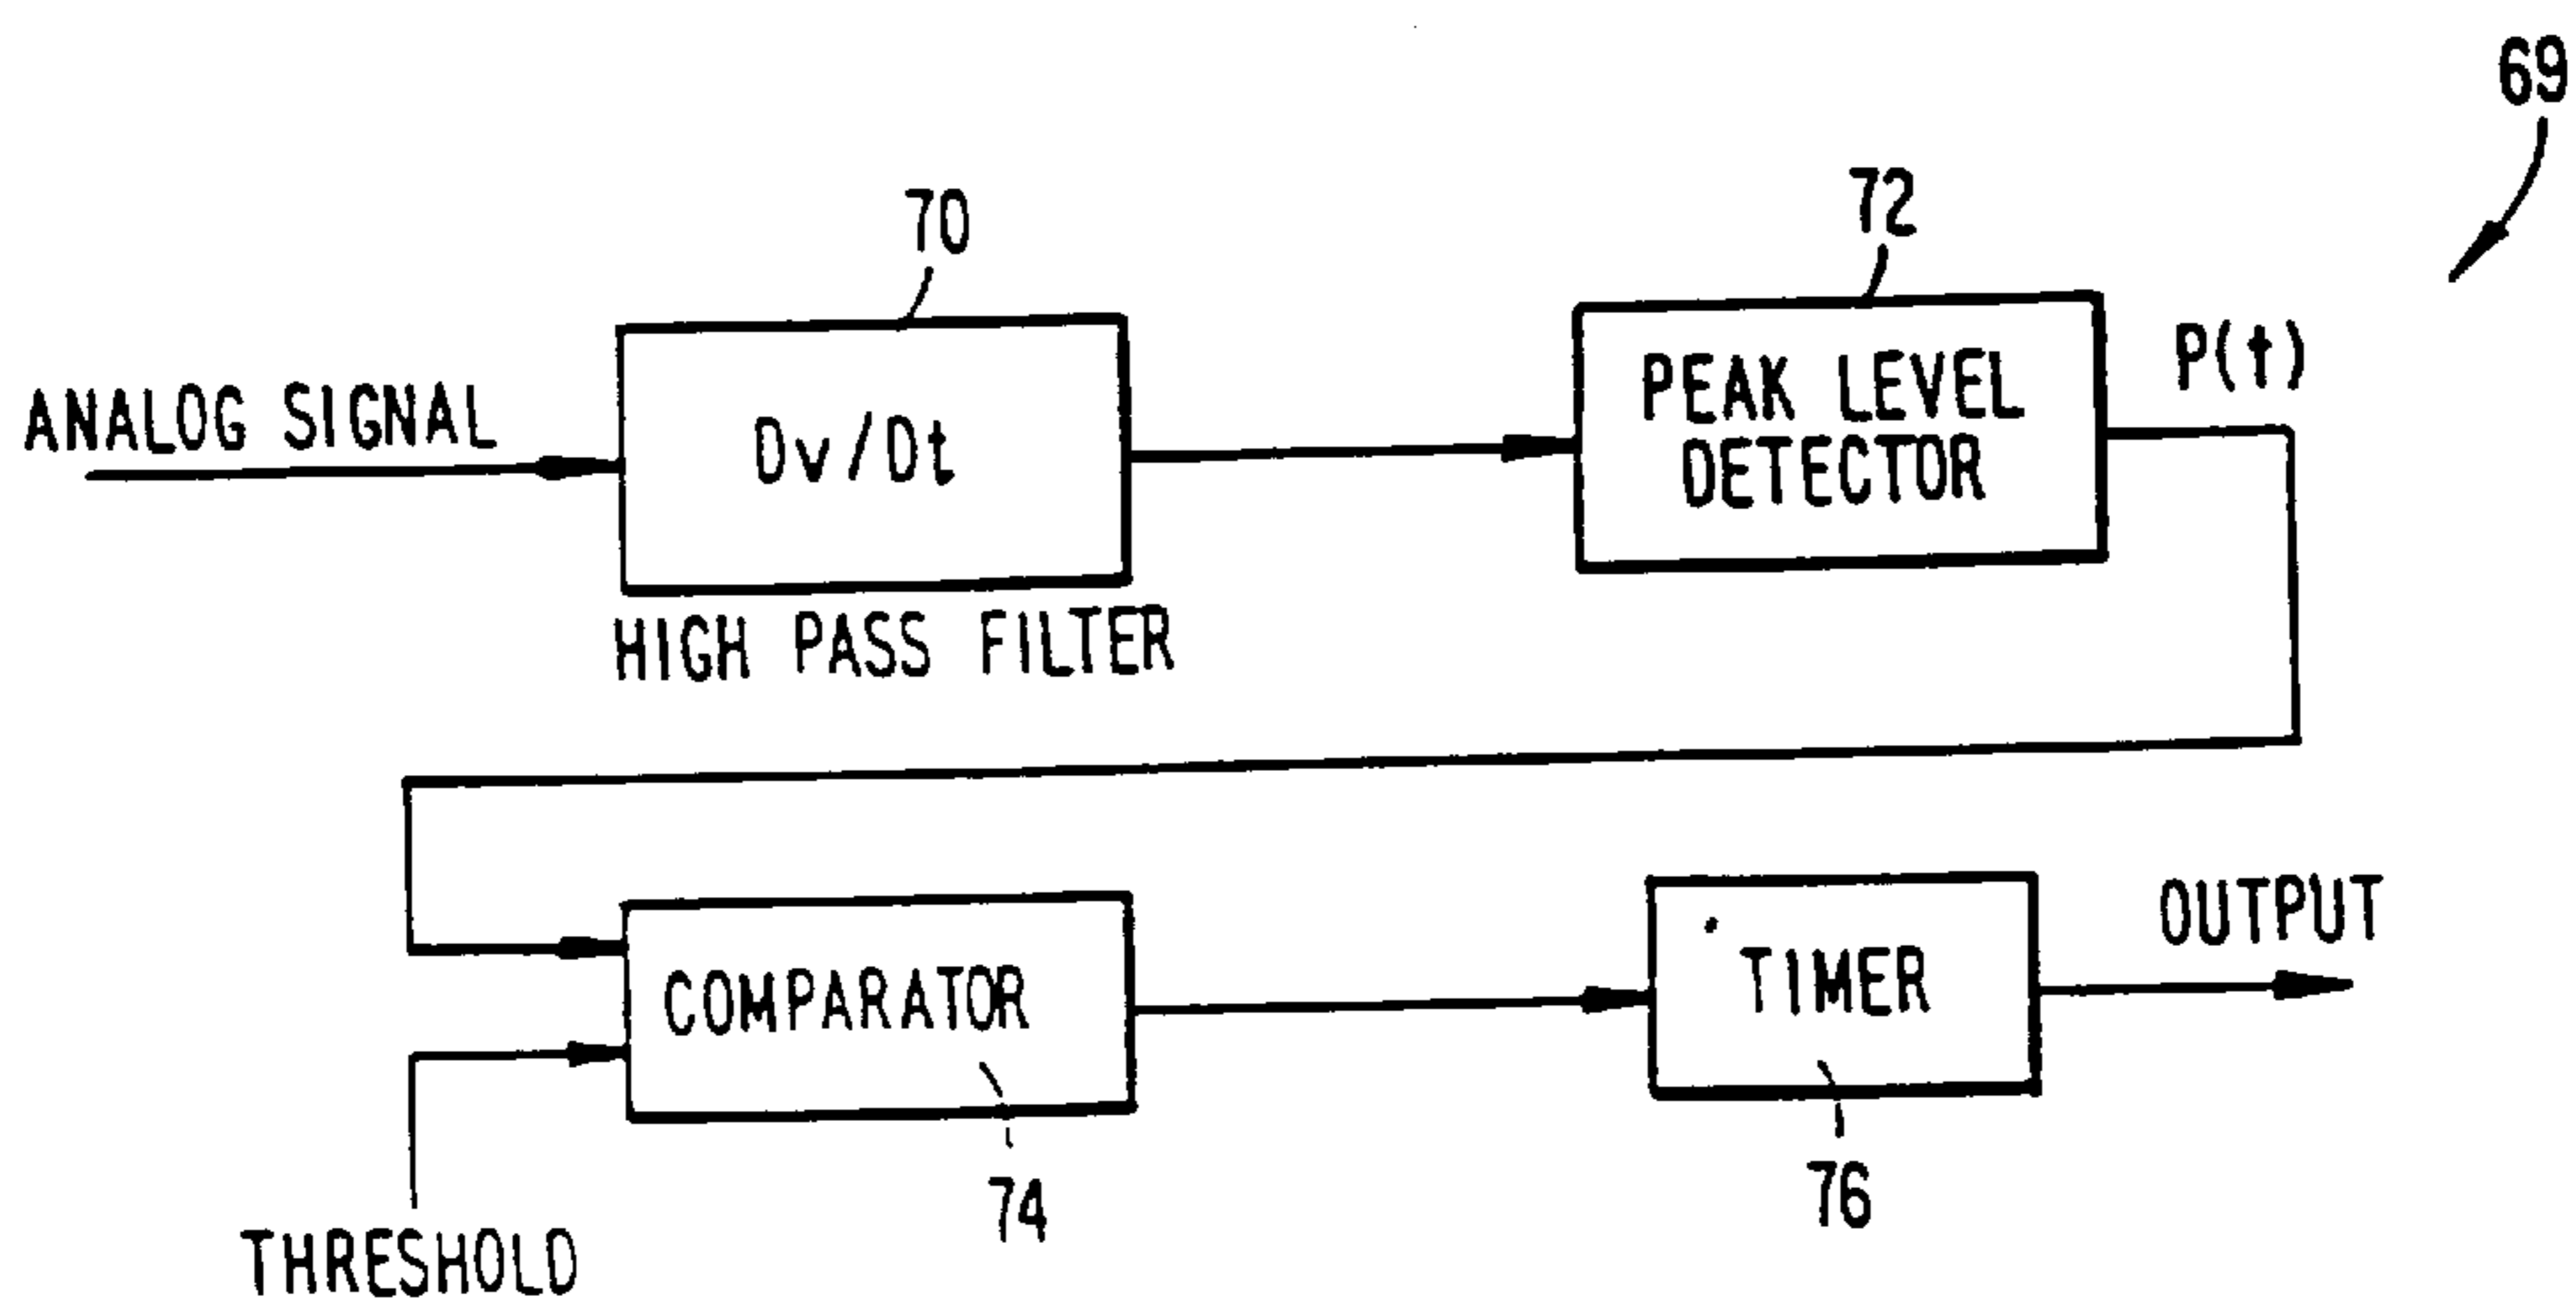 69
70
72
ANALOG SIGNAL
Dv/Dt
PEAK LEVEL
DETECTOR
P(t)
HIGH PASS FILTER
COMPARATOR
TIMER
OUTPUT
74
76
THRESHOLD